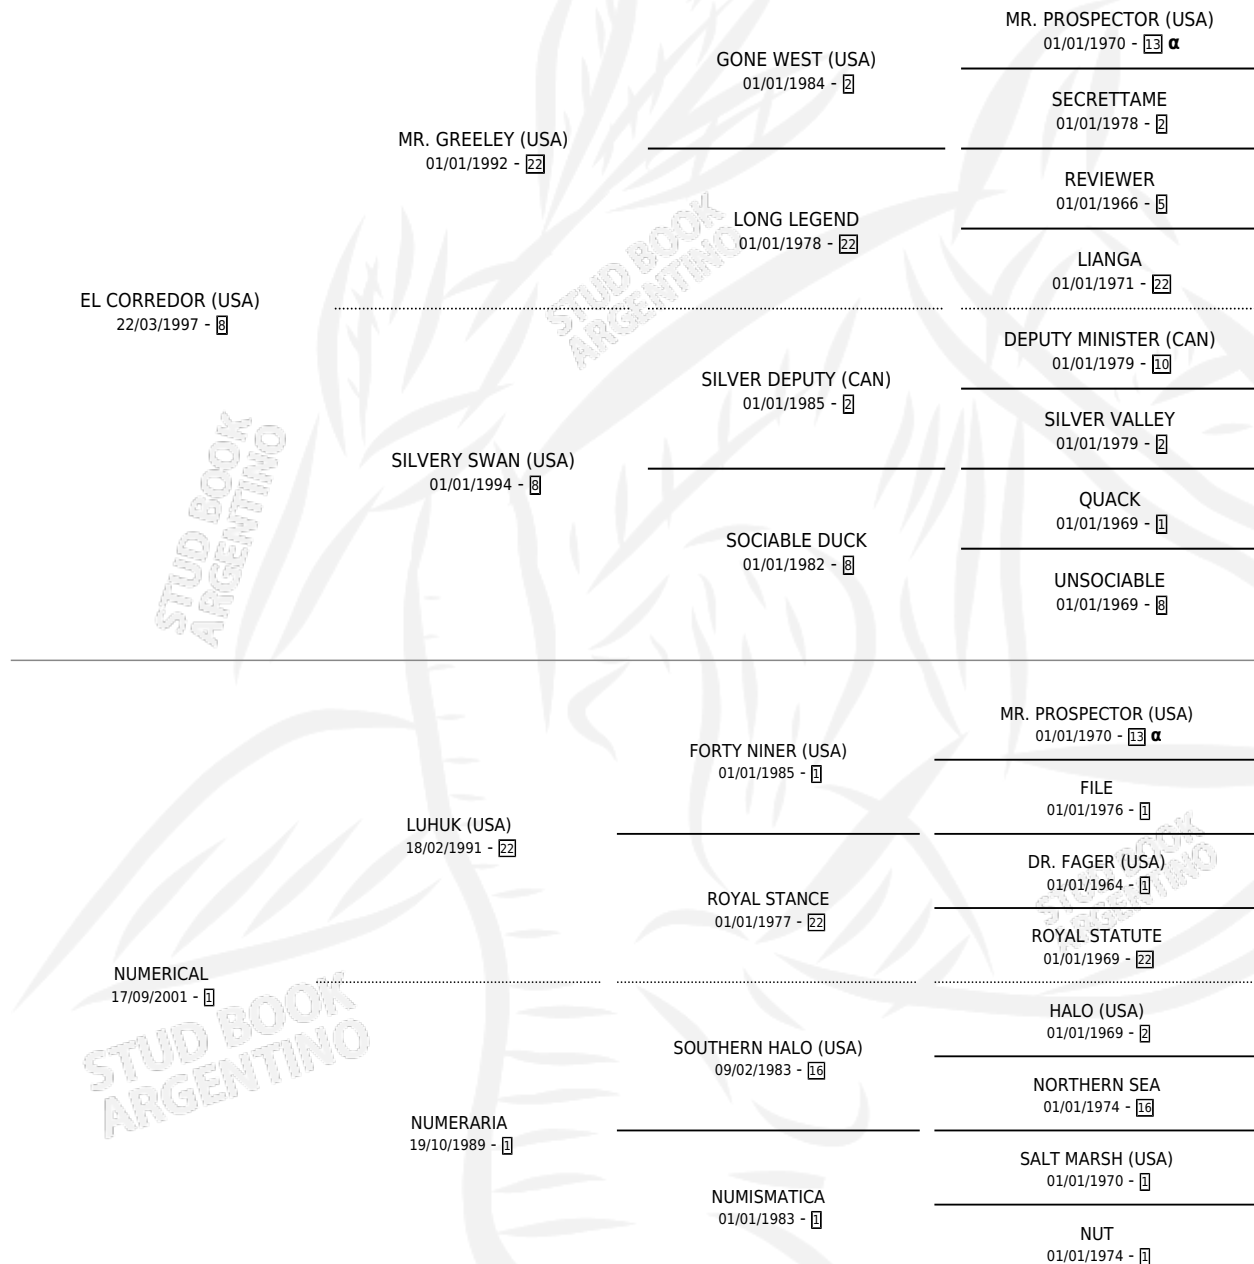 MR. PROSPECTOR (USA)
01/01/1970 - 13 α
GONE WEST (USA)
01/01/1984 - 2
SECRETTAME
01/01/1978 - 2
MR. GREELEY (USA)
01/01/1992 - 22
REVIEWER
01/01/1966 - 5
LONG LEGEND
01/01/1978 - 22
LIANGA
01/01/1971 - 22
EL CORREDOR (USA)
22/03/1997 - 8
DEPUTY MINISTER (CAN)
01/01/1979 - 10
SILVER DEPUTY (CAN)
01/01/1985 - 2
SILVER VALLEY
01/01/1979 - 2
SILVERY SWAN (USA)
01/01/1994 - 8
QUACK
01/01/1969 - 1
SOCIABLE DUCK
01/01/1982 - 8
UNSOCIABLE
01/01/1969 - 8
MR. PROSPECTOR (USA)
01/01/1970 - 13 α
FORTY NINER (USA)
01/01/1985 - 1
FILE
01/01/1976 - 1
LUHUK (USA)
18/02/1991 - 22
DR. FAGER (USA)
01/01/1964 - 1
ROYAL STANCE
01/01/1977 - 22
ROYAL STATUTE
01/01/1969 - 22
NUMERICAL
17/09/2001 - 1
HALO (USA)
01/01/1969 - 2
SOUTHERN HALO (USA)
09/02/1983 - 16
NORTHERN SEA
01/01/1974 - 16
NUMERARIA
19/10/1989 - 1
SALT MARSH (USA)
01/01/1970 - 1
NUMISMATICA
01/01/1983 - 1
NUT
01/01/1974 - 1
STUD BOOK
ARGENTINO
STUD BOOK
ARGENTINO
STUD BOOK
ARGENTINO
STUD BOOK
ARGENTINO